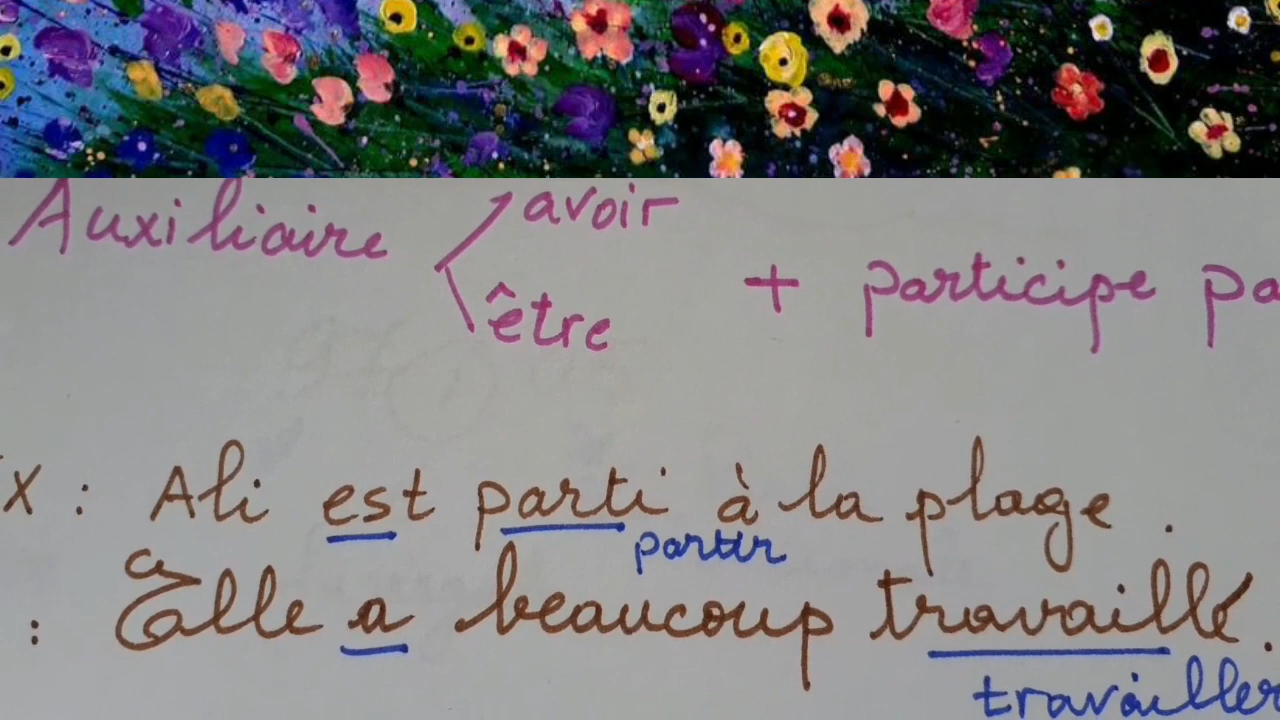 Auxiliaire avoir
être + participe pa
X : Ali est parti à la plage .
partir
: Elle a beaucoup travaillé .
travailler